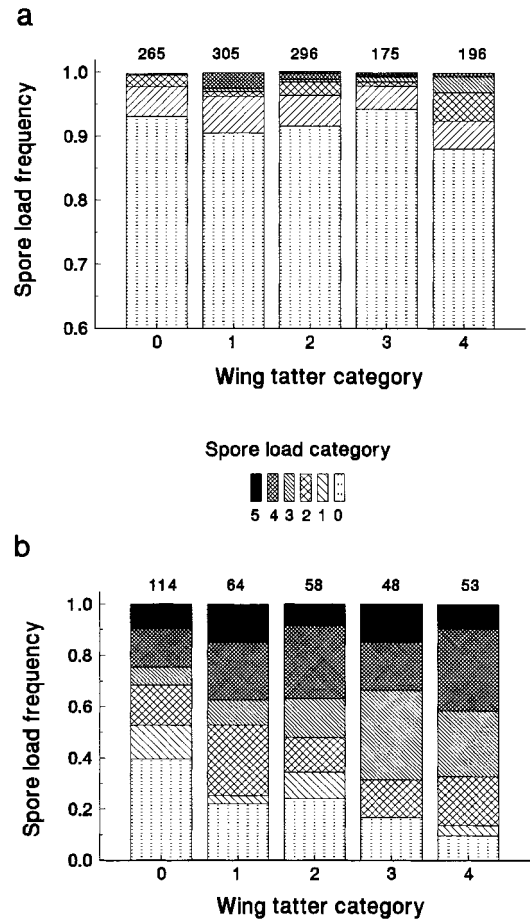 a
265 305 296 175 196
1.0
0.9
0.8
0.7
0.6
Spore load frequency
0 1 2 3 4
Wing tatter category
Spore load category
5 4 3 2 1 0
b
114 64 58 48 53
1.0
0.8
0.6
0.4
0.2
0.0
Spore load frequency
0 1 2 3 4
Wing tatter category